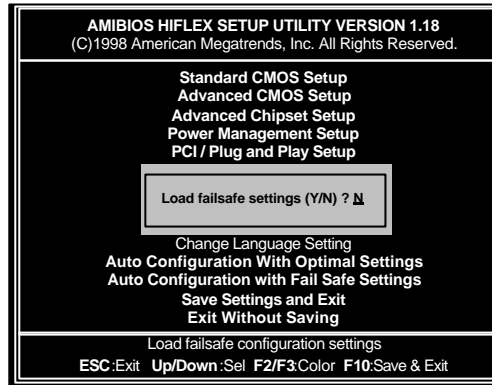 AMIBIOS HIFLEX SETUP UTILITY VERSION 1.18
(C)1998 American Megatrends, Inc. All Rights Reserved.
Standard CMOS Setup
Advanced CMOS Setup
Advanced Chipset Setup
Power Management Setup
PCI / Plug and Play Setup
Load failsafe settings (Y/N) ? N
Change Language Setting
Auto Configuration With Optimal Settings
Auto Configuration with Fail Safe Settings
Save Settings and Exit
Exit Without Saving
Load failsafe configuration settings
ESC:Exit Up/Down:Sel F2/F3:Color F10:Save & Exit